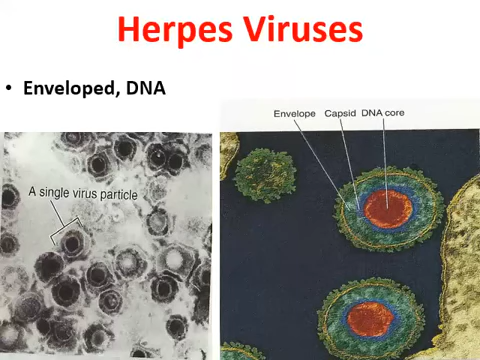 Herpes Viruses
• Enveloped, DNA
Envelope Capsid DNA core
A single virus particle